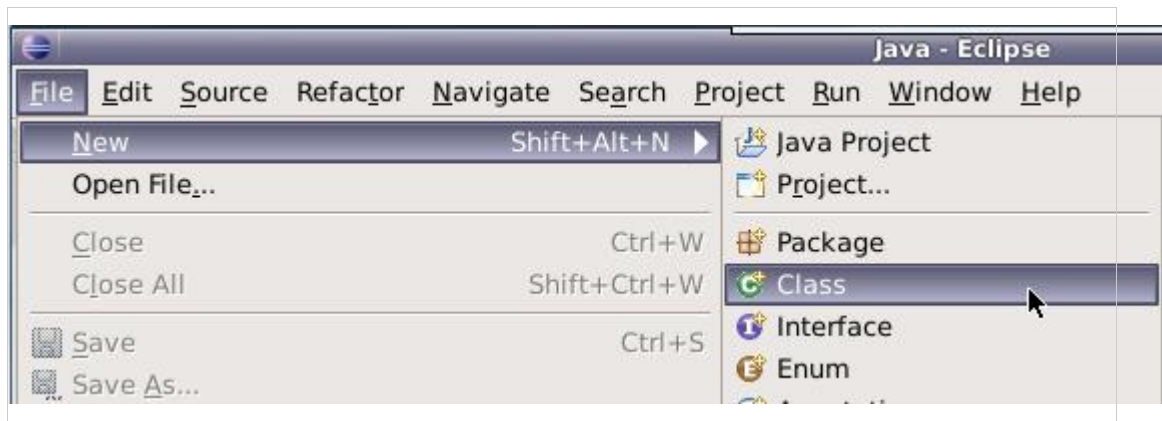 Java - Eclipse
File Edit Source Refactor Navigate Search Project Run Window Help
New Shift+Alt+N
Open File...
Close Ctrl+W
Close All Shift+Ctrl+W
Save Ctrl+S
Save As...
Java Project
Project...
Package
Class
Interface
Enum